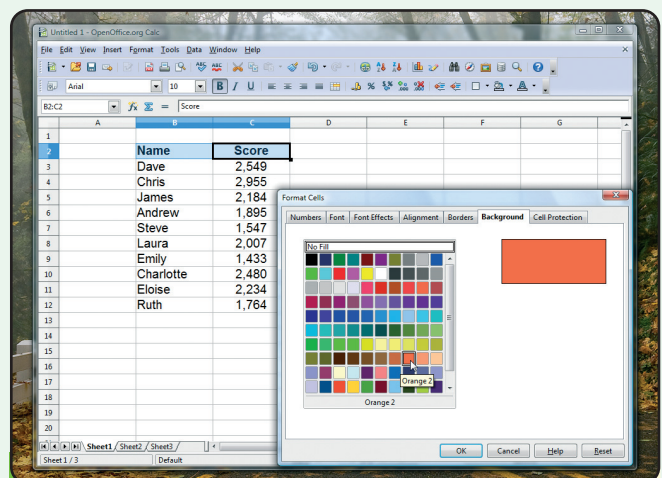 Untitled 1 - OpenOffice.org Calc
File Edit View Insert Format Tools Data Window Help
Arial 10 B I U
B2:C2 Score
A B C D E F G
1
2 Name Score
3 Dave 2,549
4 Chris 2,955
5 James 2,184
6 Andrew 1,895
7 Steve 1,547
8 Laura 2,007
9 Emily 1,433
10 Charlotte 2,480
11 Eloise 2,234
12 Ruth 1,764
13
14
15
16
17
18
19
20
Format Cells
Numbers Font Font Effects Alignment Borders Background Cell Protection
No Fill
Orange 2
Orange 2
OK Cancel Help Reset
Sheet1 Sheet2 Sheet3
Sheet 1 / 3 Default